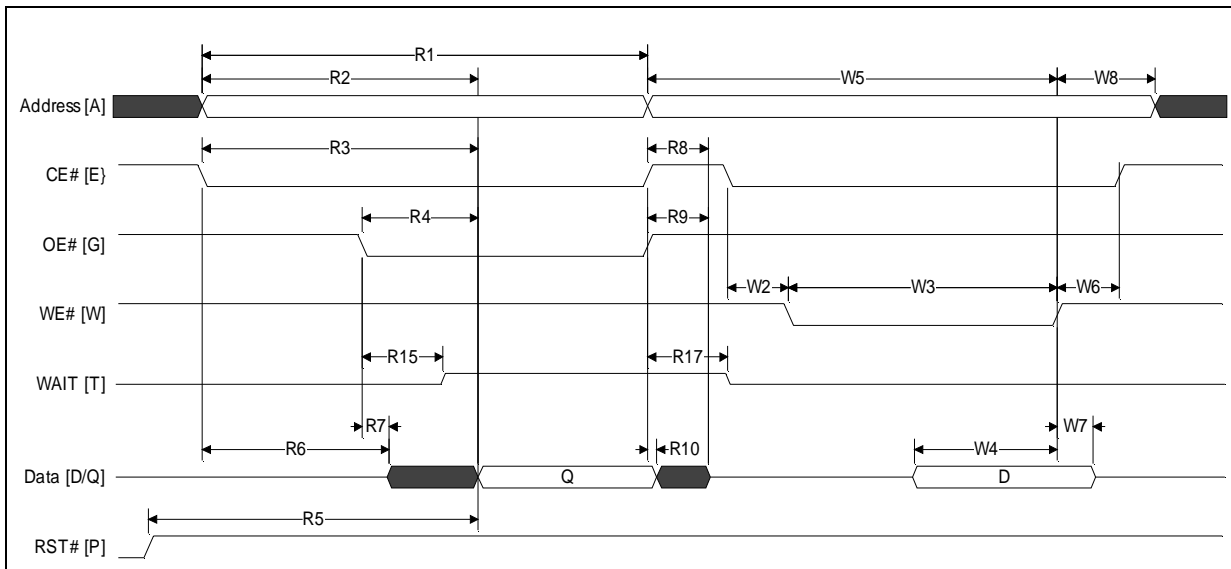 R1
R2
W5
W8
Address [A]
R3
R8
CE# [E}
R4
R9
OE# [G]
W2
W3
W6
WE# [W]
R15
R17
WAIT [T]
R7
W7
R6
R10
W4
Data [D/Q]
Q
D
R5
RST# [P]